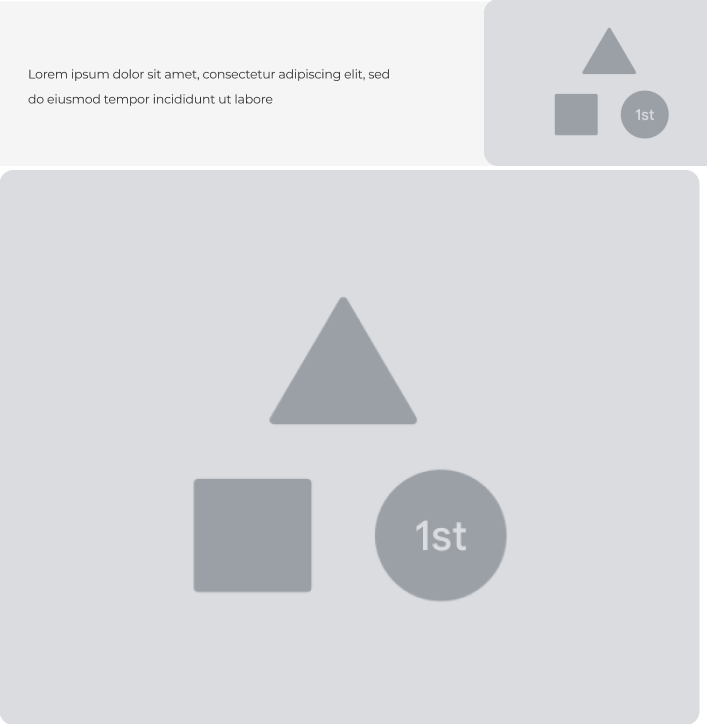 Lorem ipsum dolor sit amet, consectetur adipiscing elit, sed
do eiusmod tempor incididunt ut labore
1st
1st